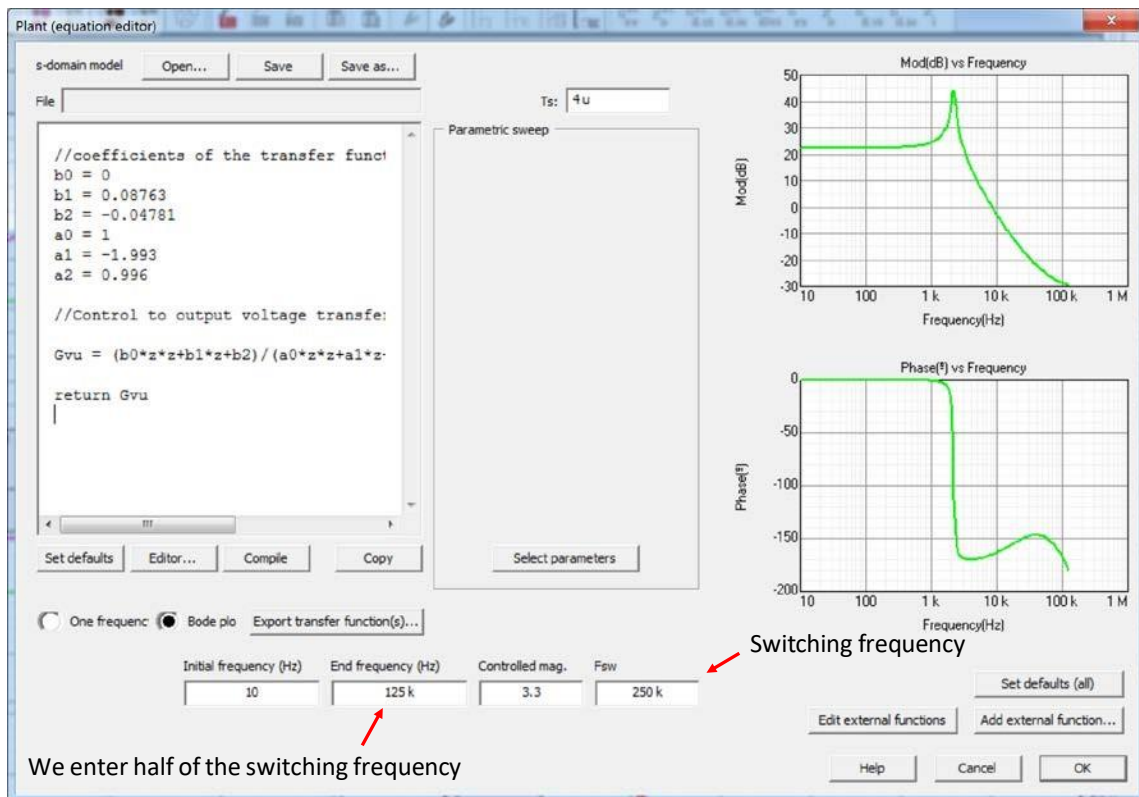 Plant (equation editor)
s-domain model Open... Save Save as...
File
Ts: 4u
//coefficients of the transfer funct
b0 = 0
b1 = 0.08763
b2 = -0.04781
a0 = 1
a1 = -1.993
a2 = 0.996
//Control to output voltage transfe
Gvu = (b0*z*z+b1*z+b2)/(a0*z*z+a1*z-
return Gvu
Set defaults Editor... Compile Copy
Parametric sweep
Select parameters
One frequenc Bode plo Export transfer function(s)...
Initial frequency (Hz) End frequency (Hz) Controlled mag. Fsw
10 125 k 3.3 250 k
Switching frequency
We enter half of the switching frequency
Mod(dB) vs Frequency
Mod(dB)
50
40
30
20
10
0
-10
-20
-30
10 100 1 k 10 k 100 k 1 M
Frequency(Hz)
Phase(º) vs Frequency
Phase(º)
0
-50
-100
-150
-200
10 100 1 k 10 k 100 k 1 M
Frequency(Hz)
Set defaults (all)
Edit external functions Add external function...
Help Cancel OK